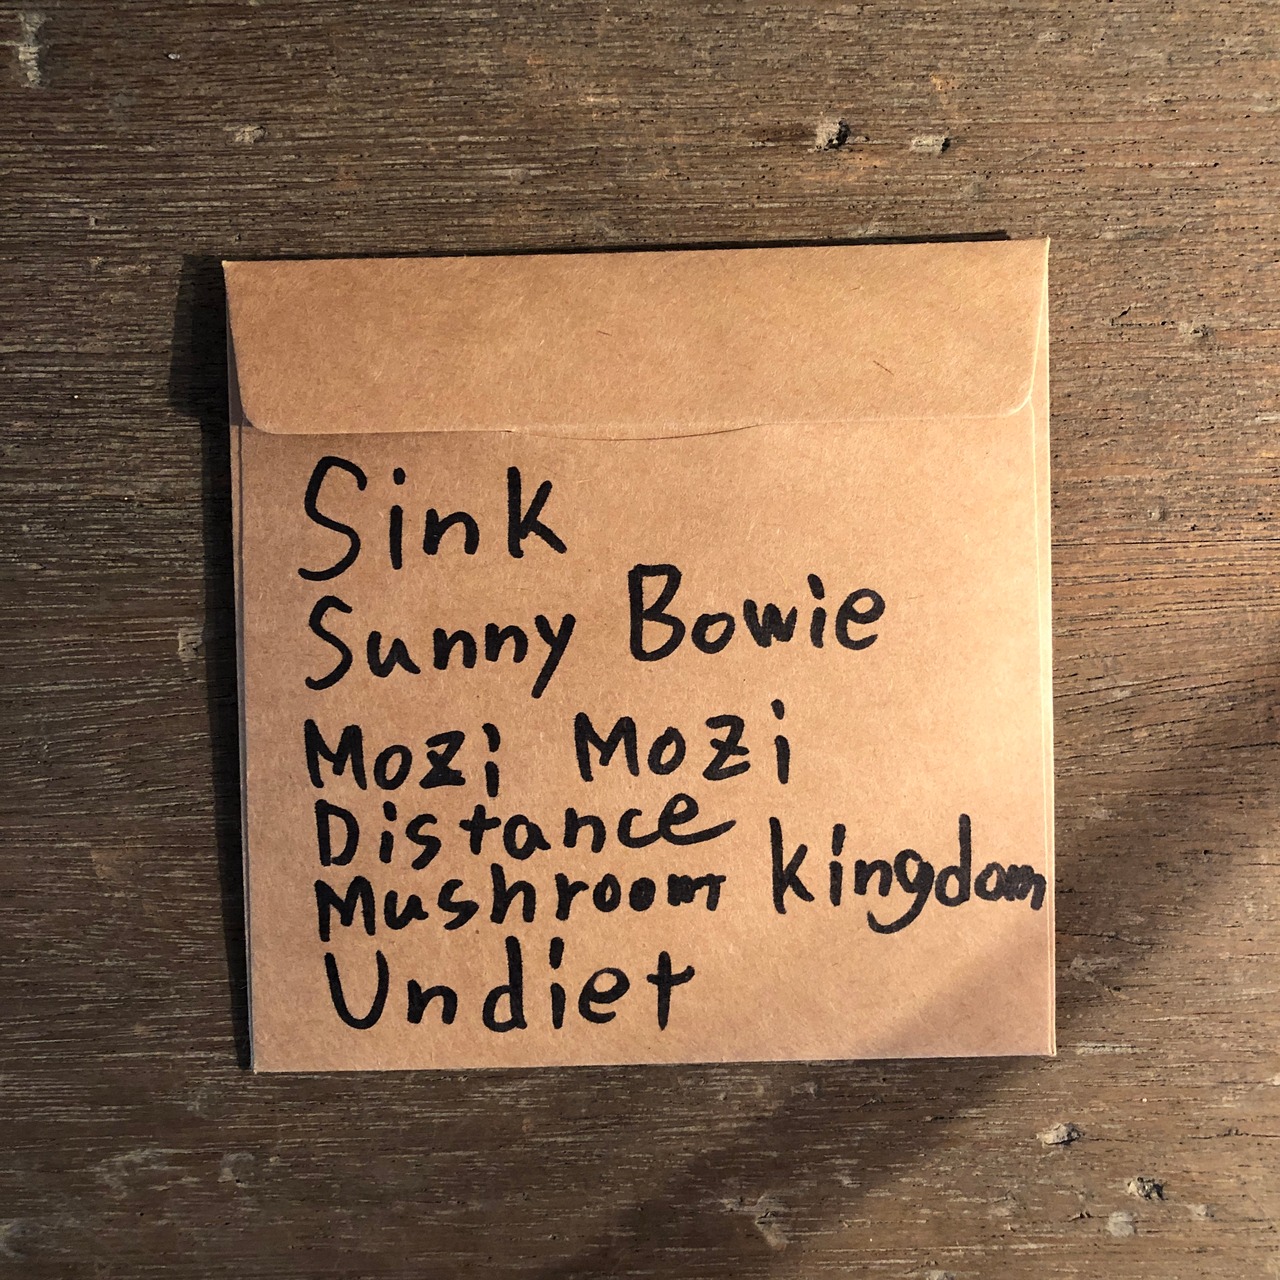 Sink
Sunny Bowie
Mozi Mozi
Distance
Mushroom kingdom
Undiet